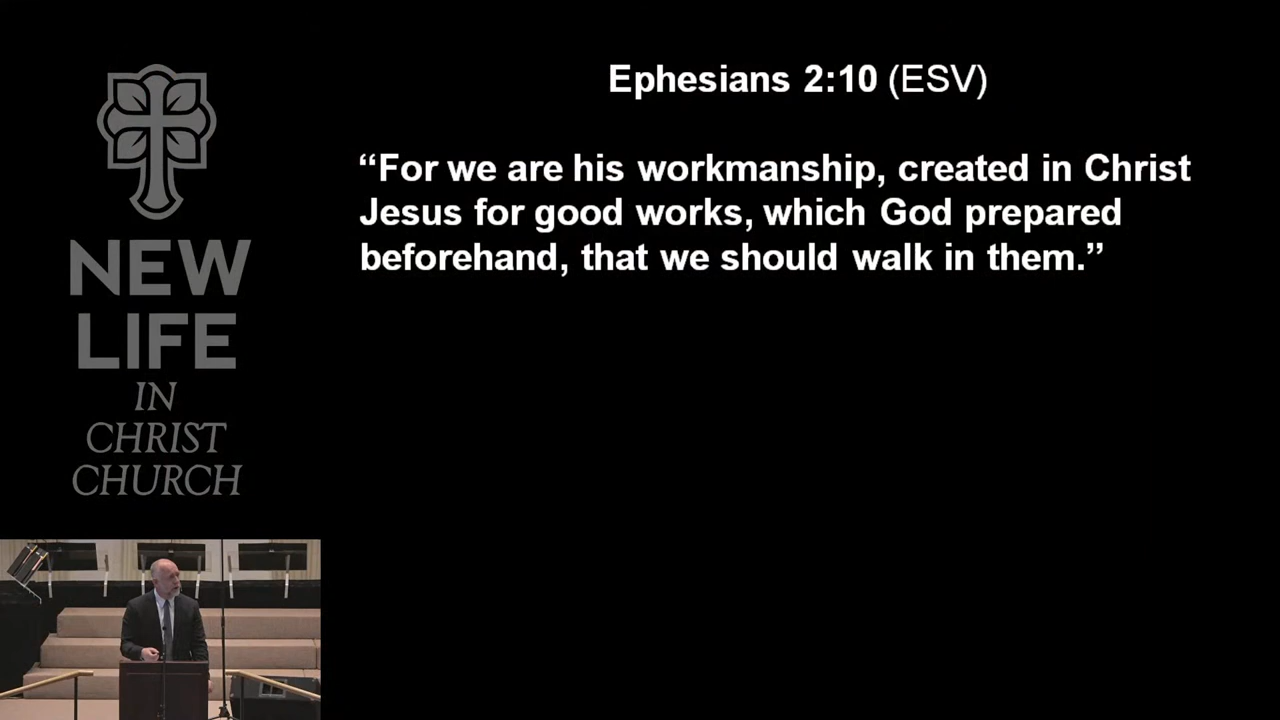 NEW
LIFE
IN
CHRIST
CHURCH
Ephesians 2:10 (ESV)
“For we are his workmanship, created in Christ
Jesus for good works, which God prepared
beforehand, that we should walk in them.”